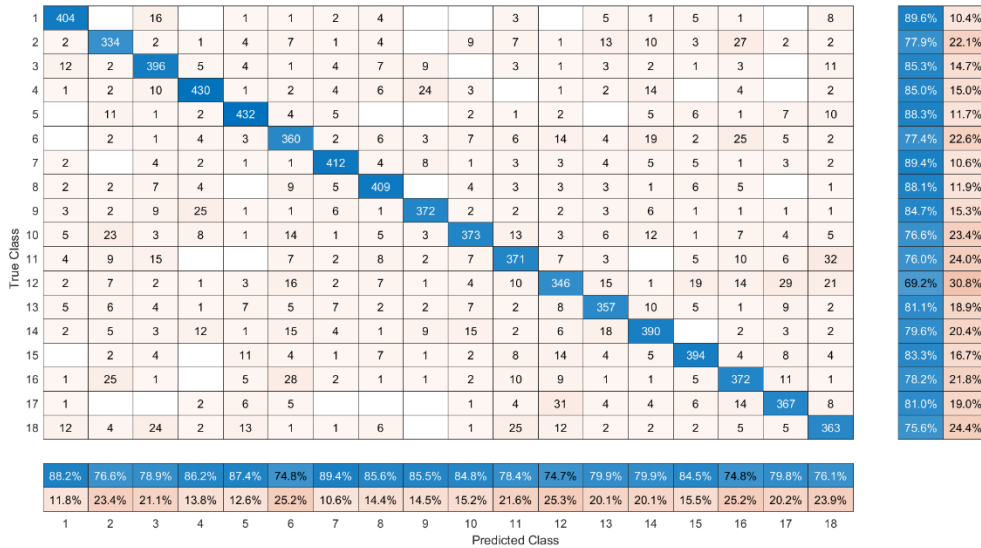 1 404 16 1 1 2 4 3 5 1 5 1 8 89.6% 10.4%
2 2 334 2 1 4 7 1 4 9 7 1 13 10 3 27 2 2 77.9% 22.1%
3 12 2 396 5 4 1 4 7 9 3 1 3 2 1 3 11 85.3% 14.7%
4 1 2 10 430 1 2 4 6 24 3 1 2 14 4 2 85.0% 15.0%
5 11 1 2 432 4 5 2 1 2 5 6 1 7 10 88.3% 11.7%
6 2 1 4 3 360 2 6 3 7 6 14 4 19 2 25 5 2 77.4% 22.6%
7 2 4 2 1 1 412 4 8 1 3 3 4 5 5 1 3 2 89.4% 10.6%
8 2 2 7 4 9 5 409 4 3 3 3 1 6 5 1 88.1% 11.9%
9 3 2 9 25 1 1 6 1 372 2 2 2 3 6 1 1 1 1 84.7% 15.3%
10 5 23 3 8 1 14 1 5 3 373 13 3 6 12 1 7 4 5 76.6% 23.4%
True Class
11 4 9 15 7 2 8 2 7 371 7 3 5 10 6 32 76.0% 24.0%
12 2 7 2 1 3 16 2 7 1 4 10 346 15 1 19 14 29 21 69.2% 30.8%
13 5 6 4 1 7 5 7 2 2 7 2 8 357 10 5 1 9 2 81.1% 18.9%
14 2 5 3 12 1 15 4 1 9 15 2 6 18 390 2 3 2 79.6% 20.4%
15 2 4 11 4 1 7 1 2 8 14 4 5 394 4 8 4 83.3% 16.7%
16 1 25 1 5 28 2 1 1 2 10 9 1 1 5 372 11 1 78.2% 21.8%
17 1 2 6 5 1 4 31 4 4 6 14 367 8 81.0% 19.0%
18 12 4 24 2 13 1 1 6 1 25 12 2 2 2 5 5 363 75.6% 24.4%
88.2% 76.6% 78.9% 86.2% 87.4% 74.8% 89.4% 85.6% 85.5% 84.8% 78.4% 74.7% 79.9% 79.9% 84.5% 74.8% 79.8% 76.1%
11.8% 23.4% 21.1% 13.8% 12.6% 25.2% 10.6% 14.4% 14.5% 15.2% 21.6% 25.3% 20.1% 20.1% 15.5% 25.2% 20.2% 23.9%
1 2 3 4 5 6 7 8 9 10 11 12 13 14 15 16 17 18
Predicted Class